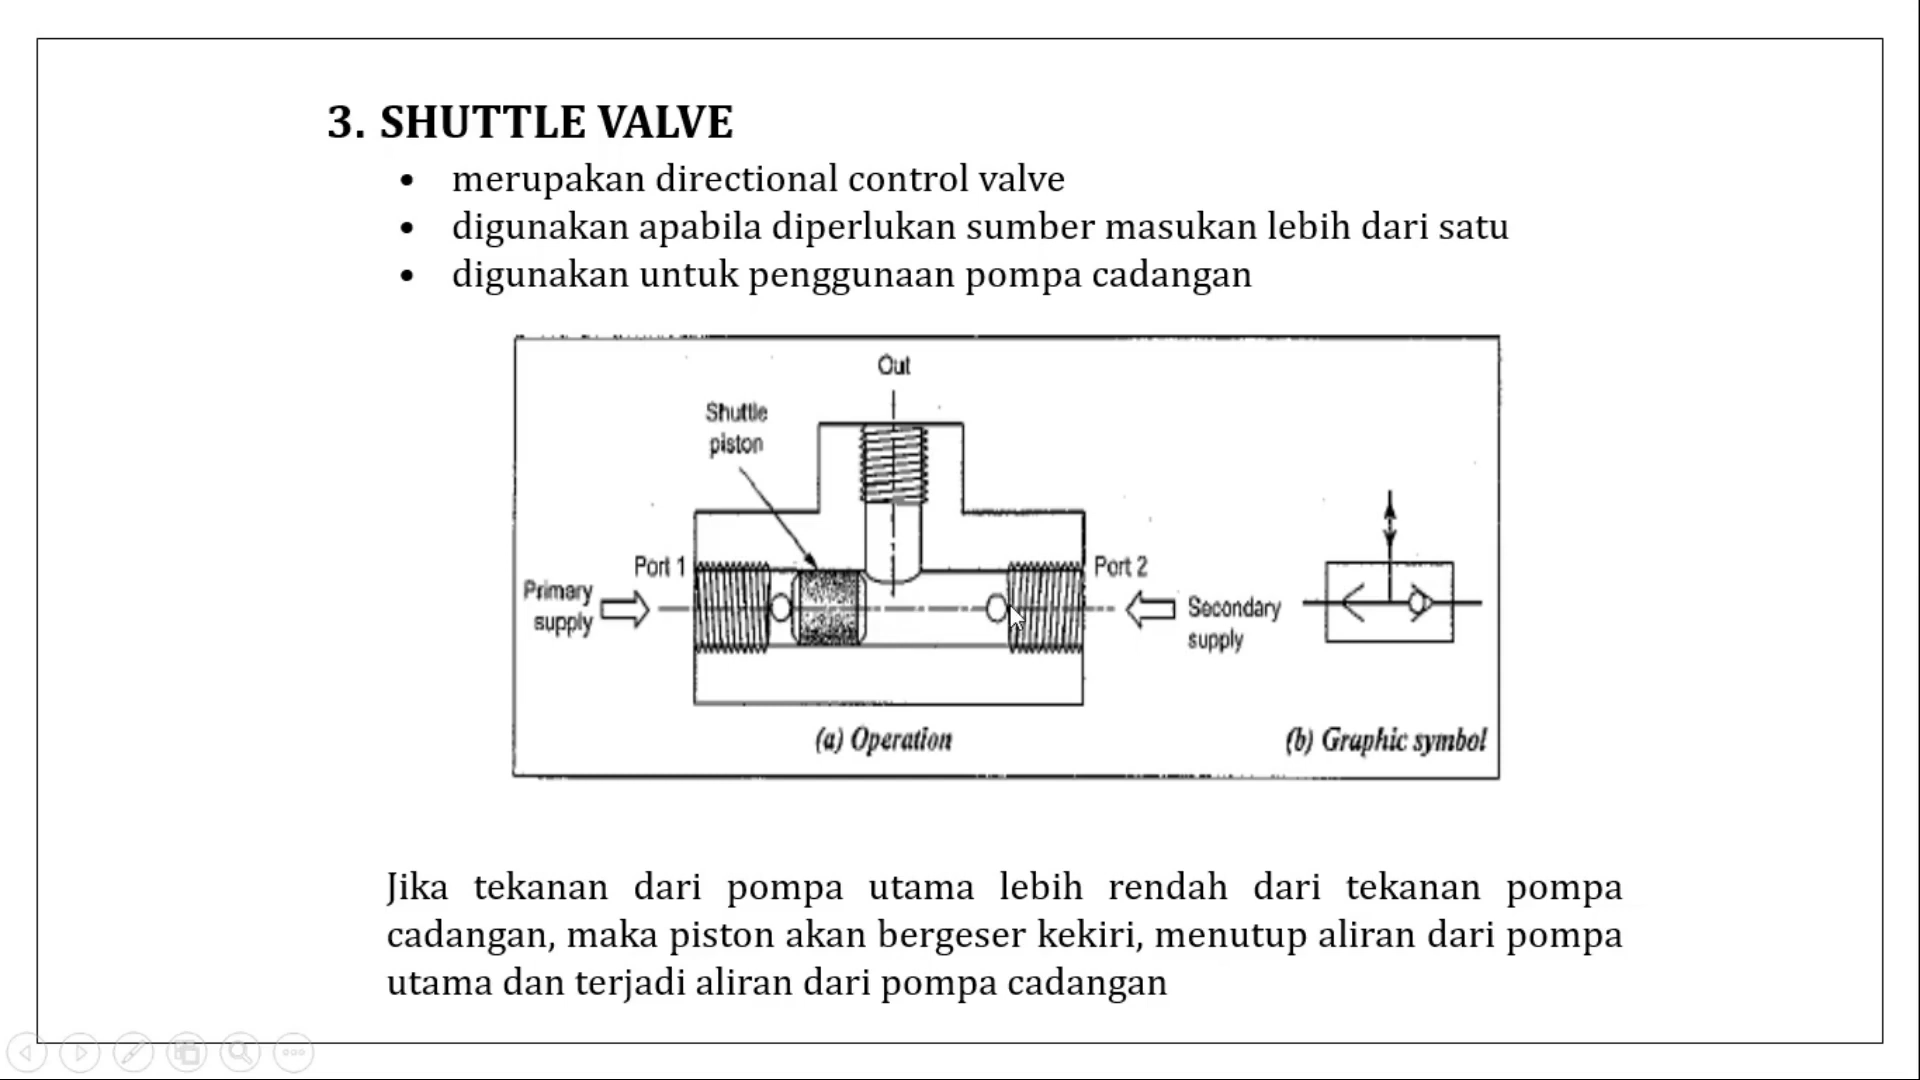 3. SHUTTLE VALVE
• merupakan directional control valve
• digunakan apabila diperlukan sumber masukan lebih dari satu
• digunakan untuk penggunaan pompa cadangan
Out
Shuttle
piston
Port 1
Port 2
Primary
supply
Secondary
supply
(a) Operation
(b) Graphic symbol
Jika tekanan dari pompa utama lebih rendah dari tekanan pompa
cadangan, maka piston akan bergeser kekiri, menutup aliran dari pompa
utama dan terjadi aliran dari pompa cadangan